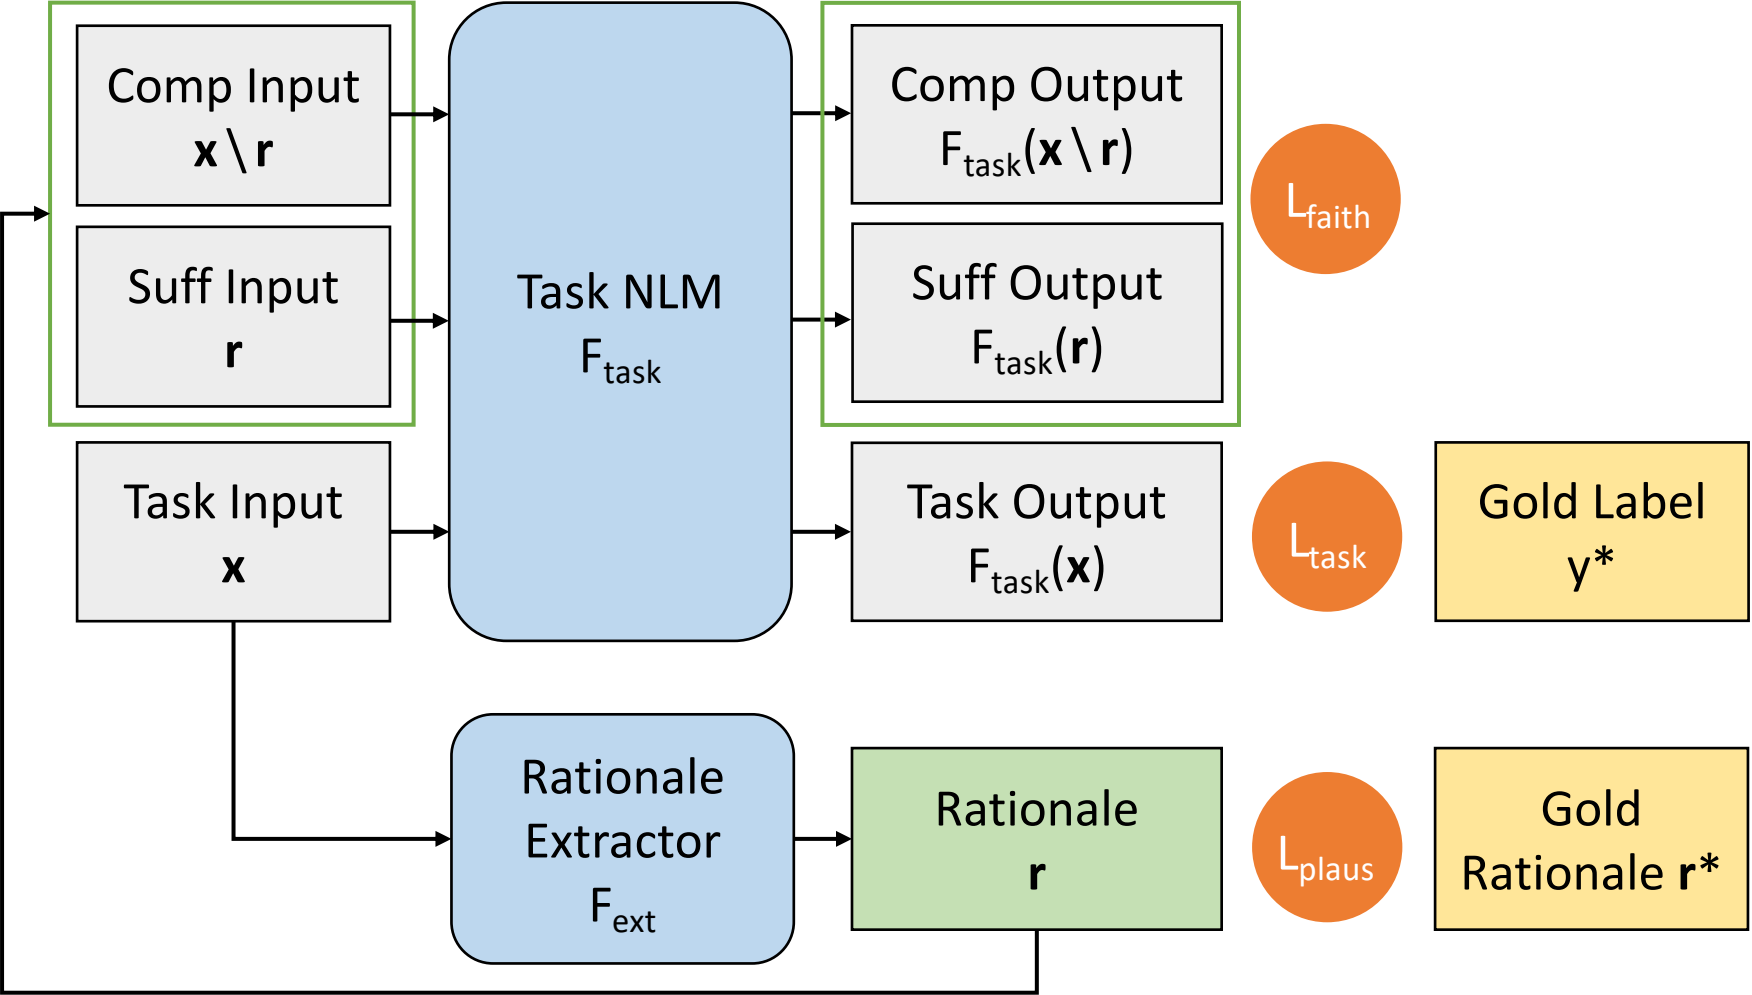 Comp Input
x \ r
Suff Input
r
Task Input
x
Task NLM
F_task
Comp Output
F_task(x \ r)
Suff Output
F_task(r)
Task Output
F_task(x)
L_faith
L_task
Gold Label
y*
Rationale
Extractor
F_ext
Rationale
r
L_plaus
Gold
Rationale r*